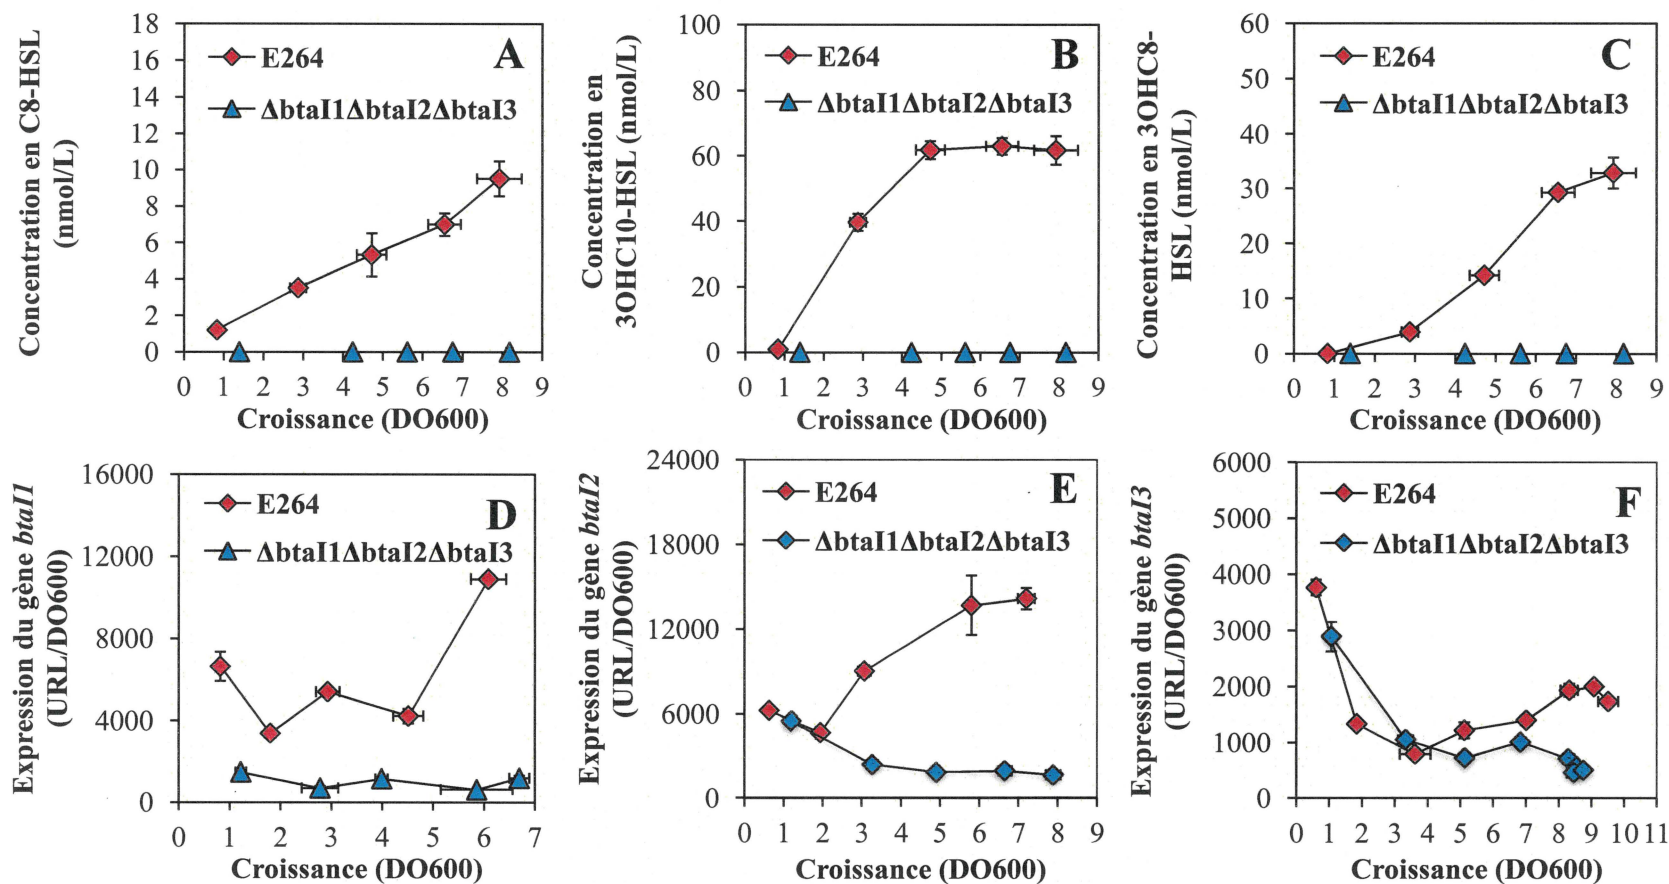 Concentration en C8-HSL
(nmol/L)
18
16
14
12
10
8
6
4
2
0
E264
ΔbtaI1ΔbtaI2ΔbtaI3
A
0 1 2 3 4 5 6 7 8 9
Croissance (DO600)
Concentration en
3OHC10-HSL (nmol/L)
100
80
60
40
20
0
E264
ΔbtaI1ΔbtaI2ΔbtaI3
B
0 1 2 3 4 5 6 7 8 9
Croissance (DO600)
Concentration en 3OHC8-
HSL (nmol/L)
60
50
40
30
20
10
0
E264
ΔbtaI1ΔbtaI2ΔbtaI3
C
0 1 2 3 4 5 6 7 8 9
Croissance (DO600)
Expression du gène btaI1
(URL/DO600)
16000
12000
8000
4000
0
E264
ΔbtaI1ΔbtaI2ΔbtaI3
D
0 1 2 3 4 5 6 7
Croissance (DO600)
Expression du gène btaI2
(URL/DO600)
24000
18000
12000
6000
0
E264
ΔbtaI1ΔbtaI2ΔbtaI3
E
0 1 2 3 4 5 6 7 8 9
Croissance (DO600)
Expression du gène btaI3
(URL/DO600)
6000
5000
4000
3000
2000
1000
0
E264
ΔbtaI1ΔbtaI2ΔbtaI3
F
0 1 2 3 4 5 6 7 8 9 10 11
Croissance (DO600)